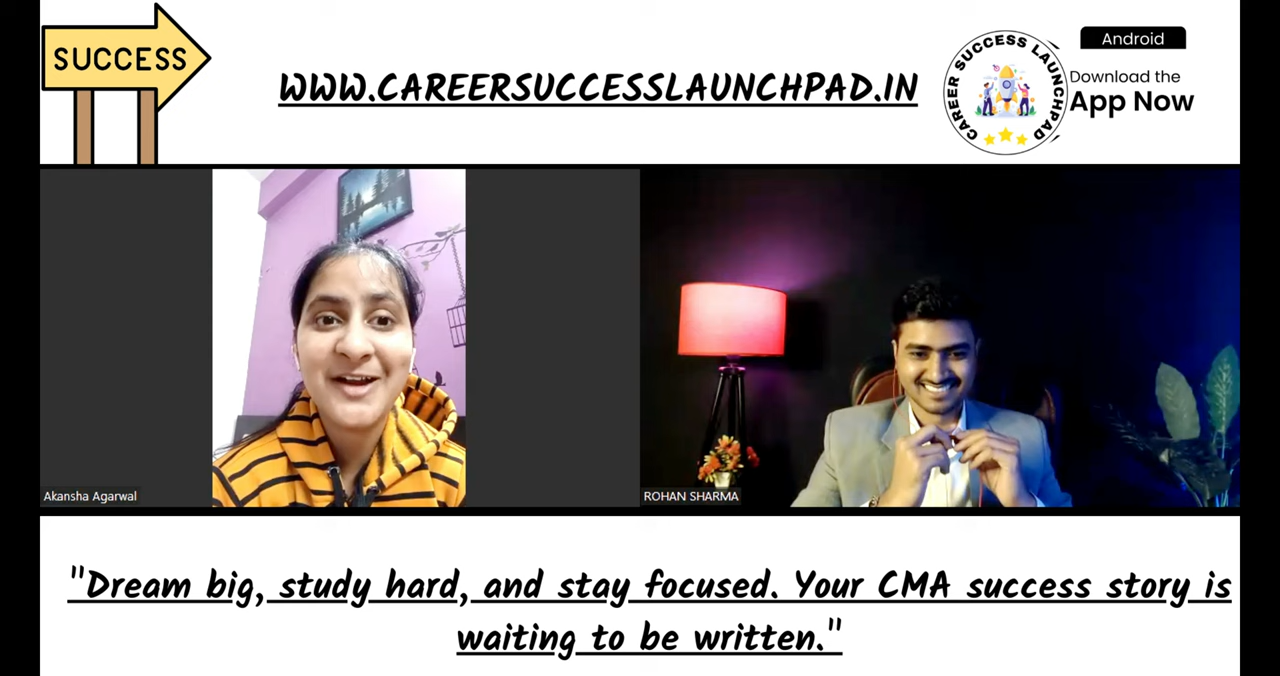 SUCCESS
WWW.CAREERSUCCESSLAUNCHPAD.IN
CAREER SUCCESS LAUNCHPAD
Android
Download the
App Now
Akansha Agarwal
ROHAN SHARMA
"Dream big, study hard, and stay focused. Your CMA success story is
waiting to be written."